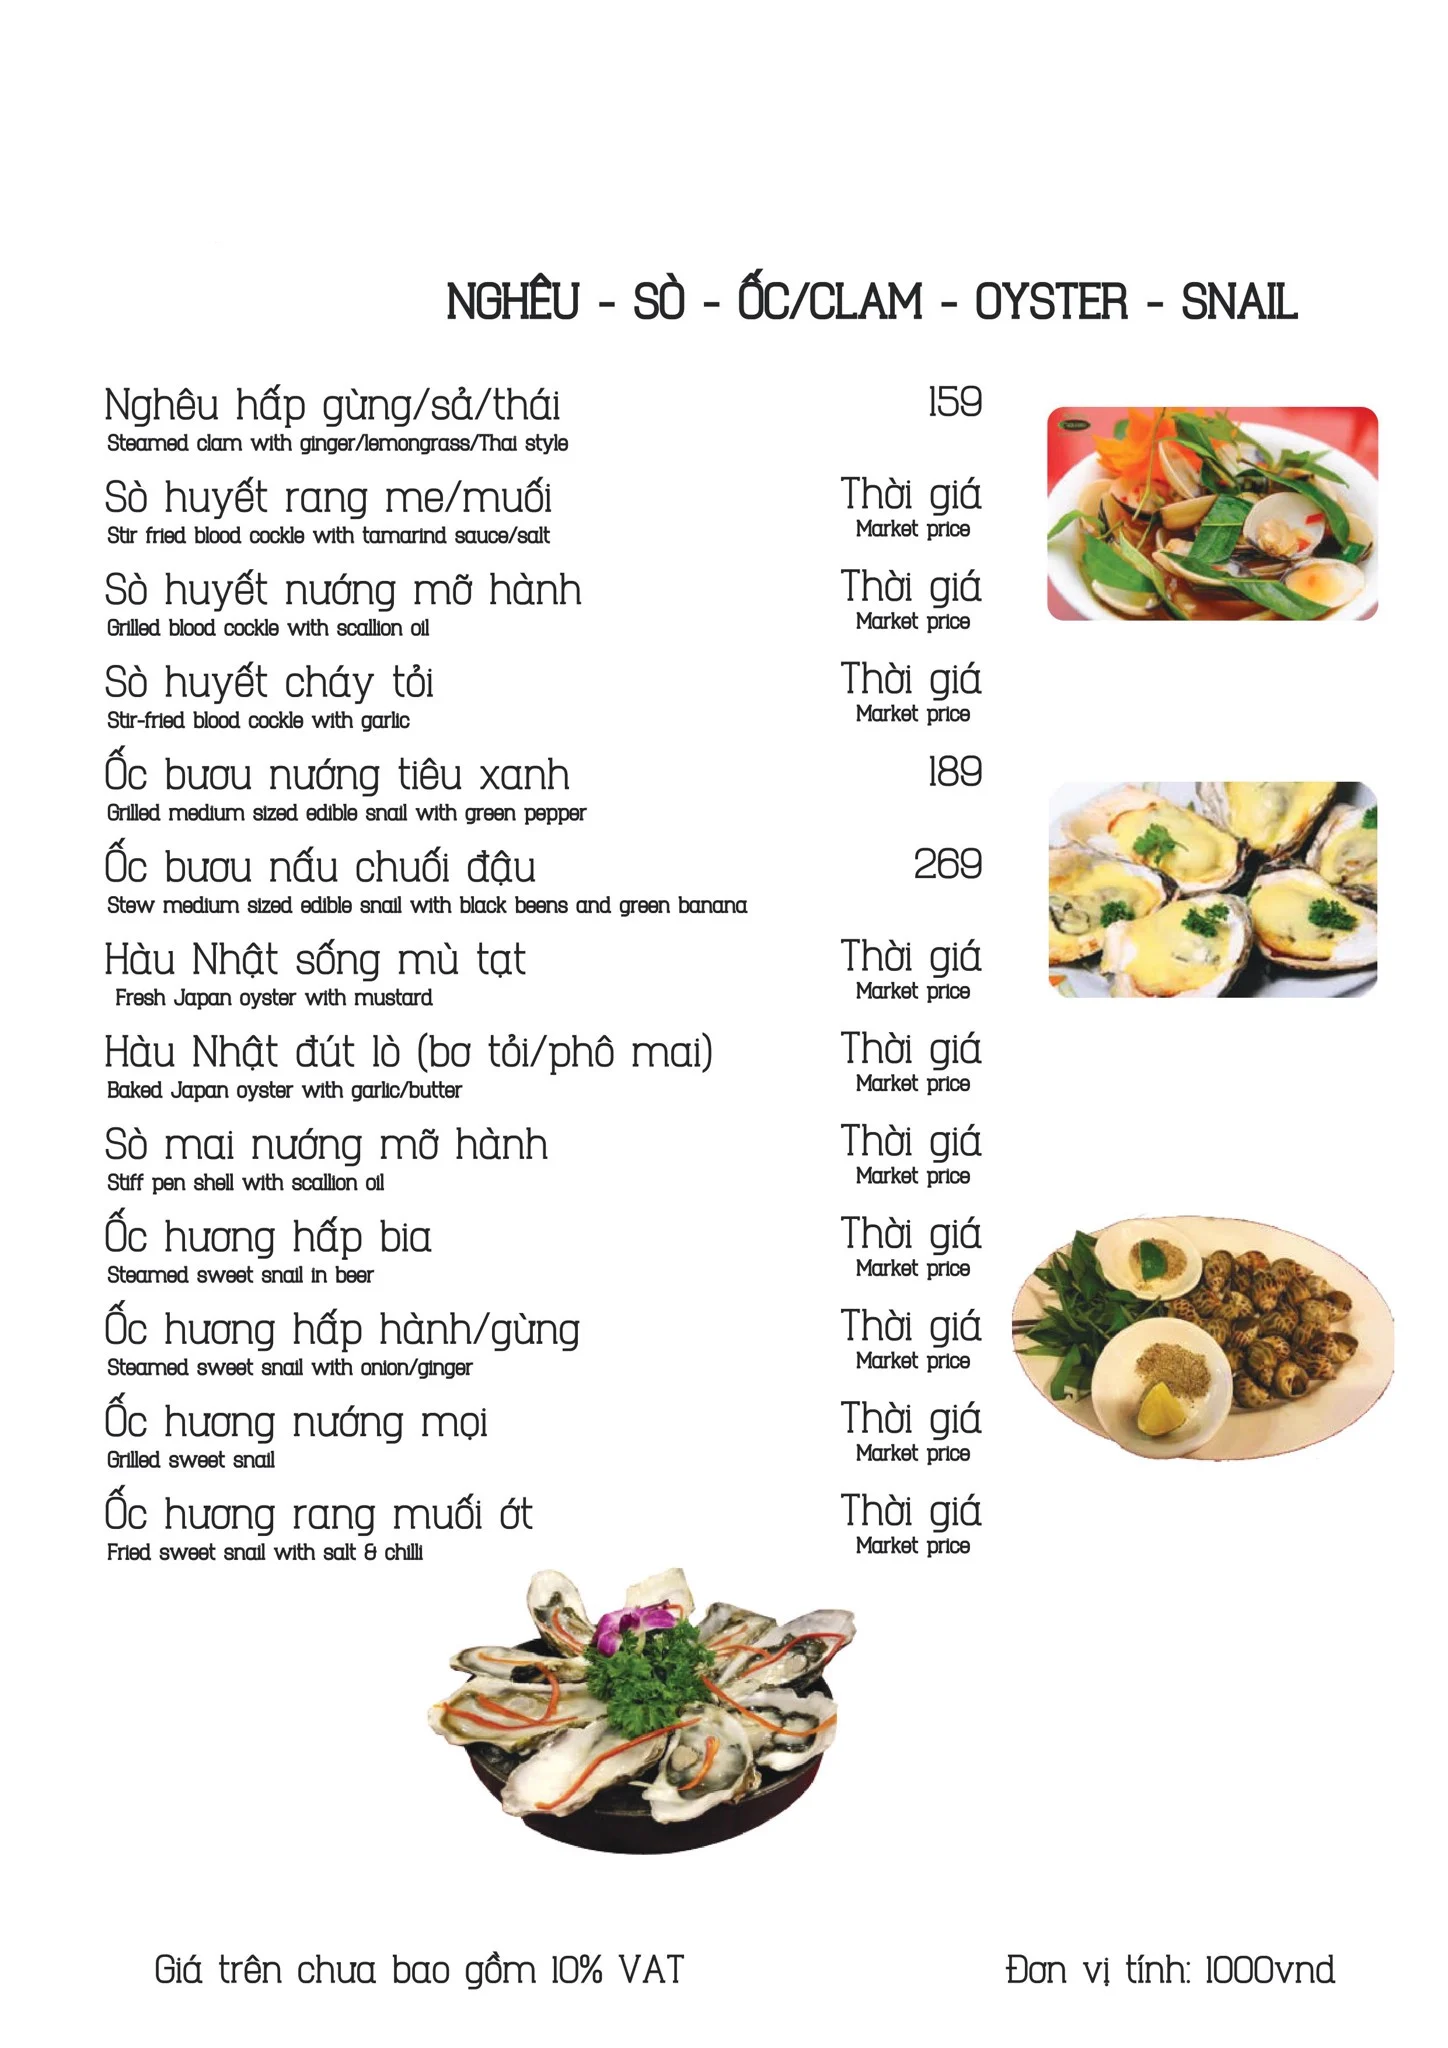 NGHÊU - SÒ - ỐC/CLAM - OYSTER - SNAIL
Nghêu hấp gừng/sả/thái 159
Steamed clam with ginger/lemongrass/Thai style
Sò huyết rang me/muối Thời giá
Stir fried blood cockle with tamarind sauce/salt Market price
Sò huyết nướng mỡ hành Thời giá
Grilled blood cockle with scallion oil Market price
Sò huyết cháy tỏi Thời giá
Stir-fried blood cockle with garlic Market price
Ốc bươu nướng tiêu xanh 189
Grilled medium sized edible snail with green pepper
Ốc bươu nấu chuối đậu 269
Stew medium sized edible snail with black beens and green banana
Hàu Nhật sống mù tạt Thời giá
Fresh Japan oyster with mustard Market price
Hàu Nhật đút lò (bơ tỏi/phô mai) Thời giá
Baked Japan oyster with garlic/butter Market price
Sò mai nướng mỡ hành Thời giá
Stiff pen shell with scallion oil Market price
Ốc hương hấp bia Thời giá
Steamed sweet snail in beer Market price
Ốc hương hấp hành/gừng Thời giá
Steamed sweet snail with onion/ginger Market price
Ốc hương nướng mọi Thời giá
Grilled sweet snail Market price
Ốc hương rang muối ớt Thời giá
Fried sweet snail with salt & chilli Market price
Giá trên chưa bao gồm 10% VAT Đơn vị tính: 1000vnd